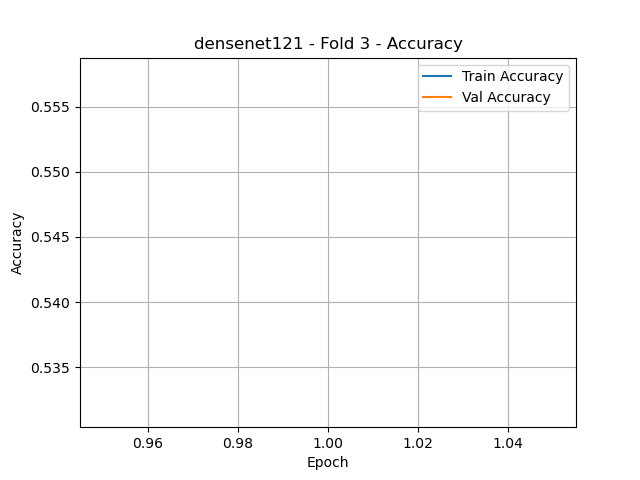 densenet121 - Fold 3 - Accuracy
Train Accuracy
Val Accuracy
0.555
0.550
0.545
0.540
0.535
Accuracy
0.96 0.98 1.00 1.02 1.04
Epoch